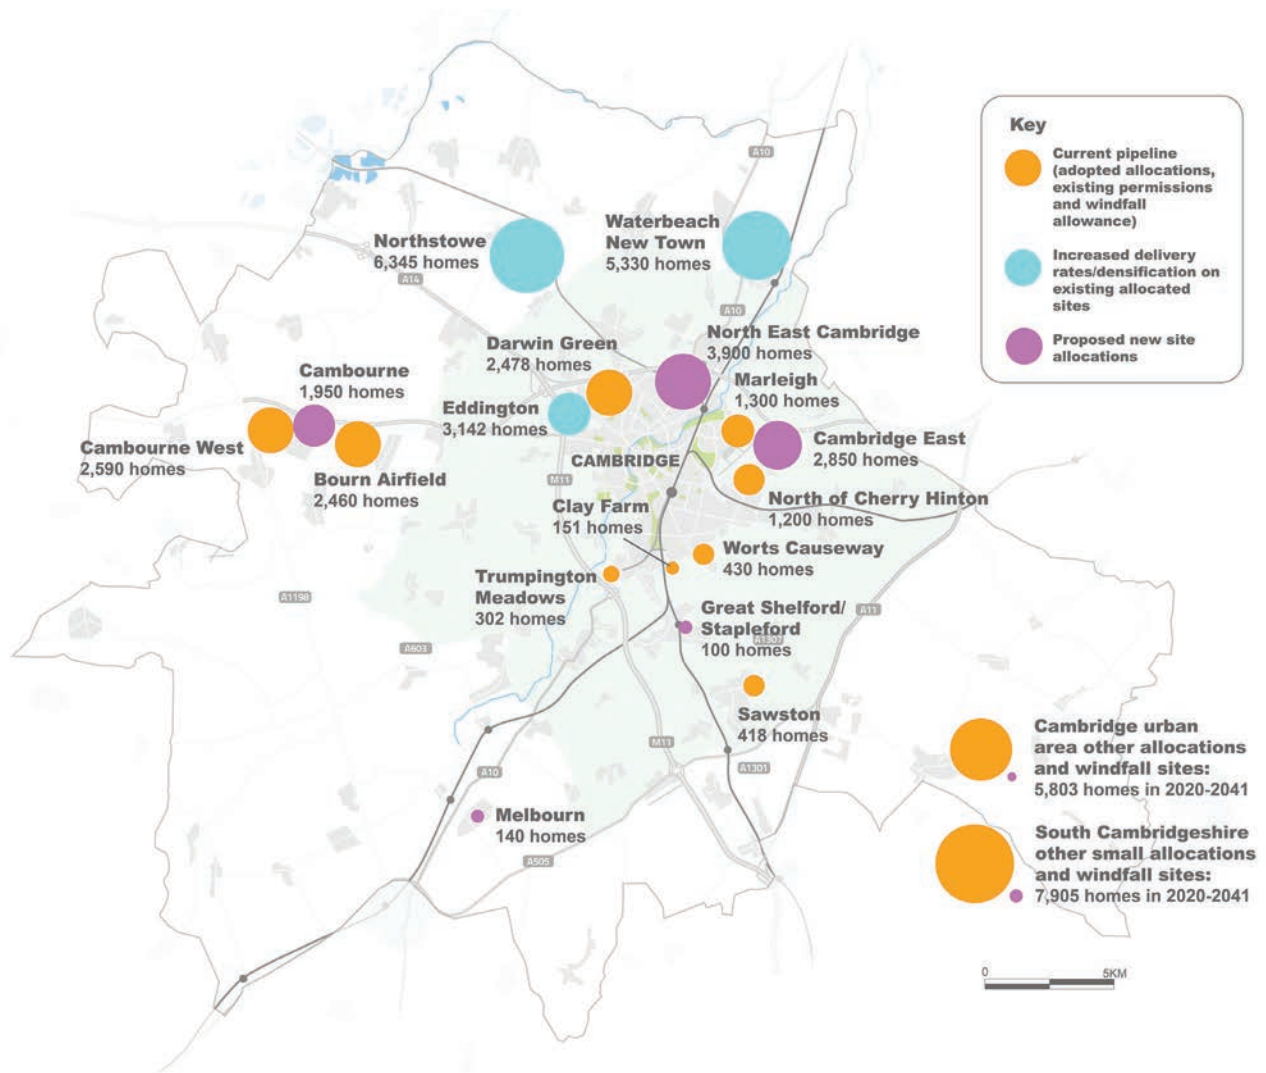 Key
Current pipeline
(adopted allocations,
existing permissions
and windfall
allowance)
Increased delivery
rates/densification on
existing allocated
sites
Proposed new site
allocations
A10
Northstowe
6,345 homes
Waterbeach
New Town
5,330 homes
A14
A10
Darwin Green
2,478 homes
North East Cambridge
3,900 homes
Cambourne
1,950 homes
Marleigh
1,300 homes
Eddington
3,142 homes
Cambourne West
2,590 homes
Bourn Airfield
2,460 homes
Cambridge East
2,850 homes
CAMBRIDGE
M11
North of Cherry Hinton
1,200 homes
Clay Farm
151 homes
Worts Causeway
430 homes
Trumpington
Meadows
302 homes
A1198
Great Shelford/
Stapleford
100 homes
A11
A1307
A603
Sawston
418 homes
M11
A1301
A10
Melbourn
140 homes
A505
Cambridge urban
area other allocations
and windfall sites:
5,803 homes in 2020-2041
South Cambridgeshire
other small allocations
and windfall sites:
7,905 homes in 2020-2041
0 5KM